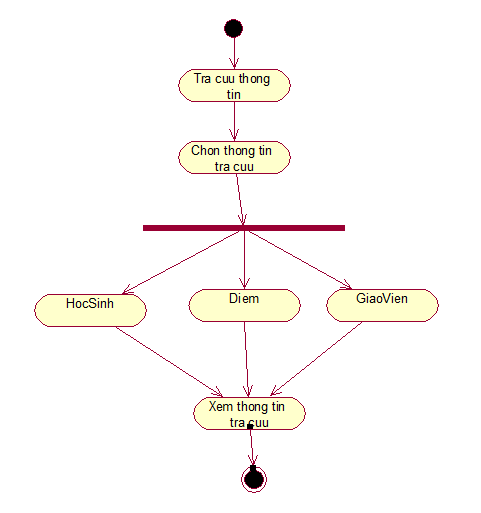 Tra cuu thong
tin
Chon thong tin
tra cuu
HocSinh
Diem
GiaoVien
Xem thong tin
tra cuu